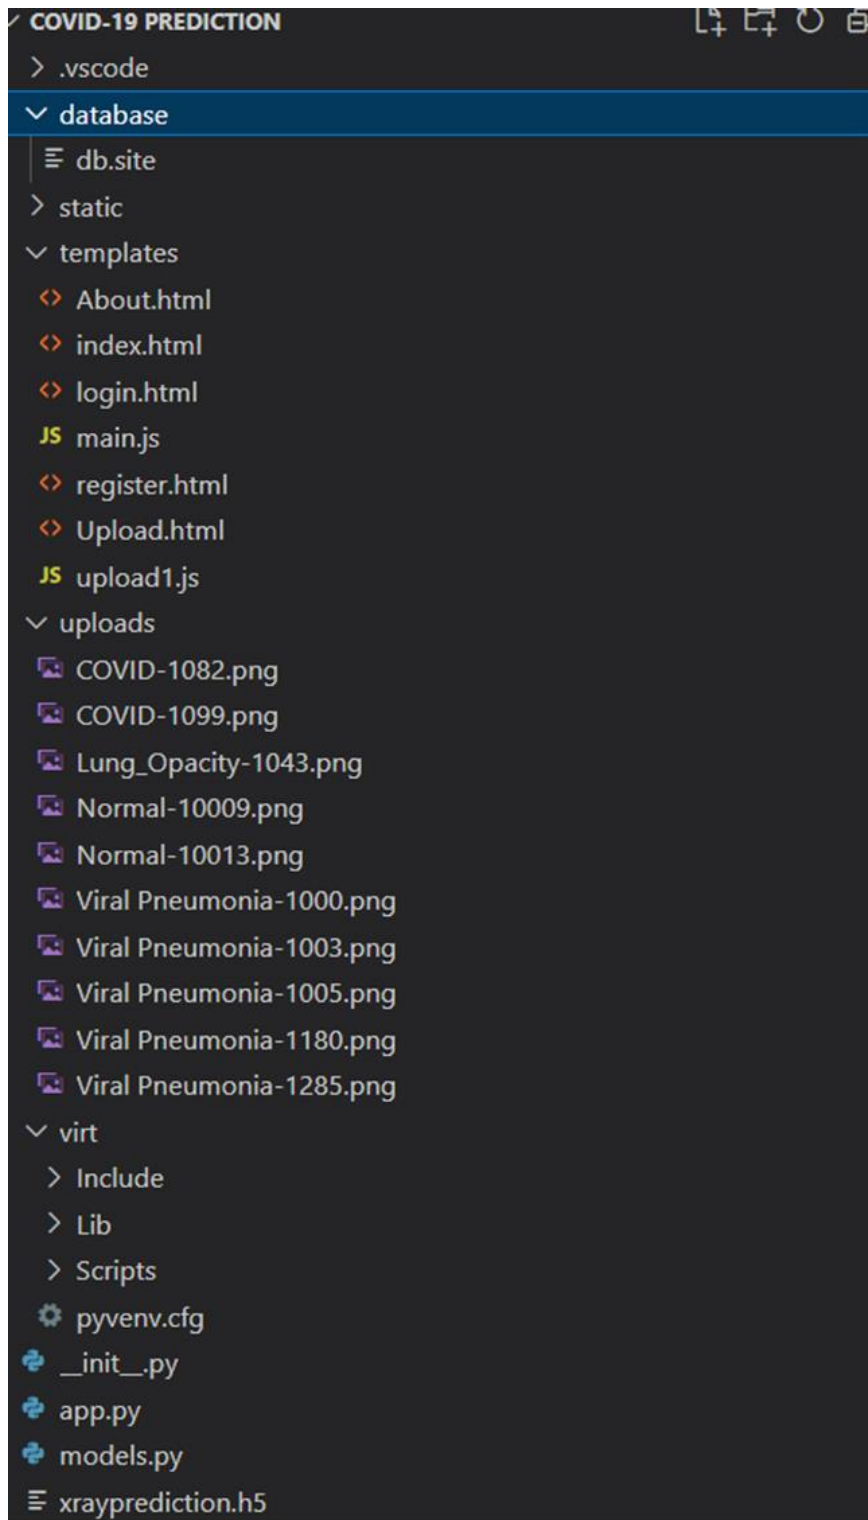 COVID-19 PREDICTION
.vscode
database
db.site
static
templates
About.html
index.html
login.html
JS main.js
register.html
Upload.html
JS upload1.js
uploads
COVID-1082.png
COVID-1099.png
Lung_Opacity-1043.png
Normal-10009.png
Normal-10013.png
Viral Pneumonia-1000.png
Viral Pneumonia-1003.png
Viral Pneumonia-1005.png
Viral Pneumonia-1180.png
Viral Pneumonia-1285.png
virt
Include
Lib
Scripts
pyvenv.cfg
__init__.py
app.py
models.py
xrayprediction.h5